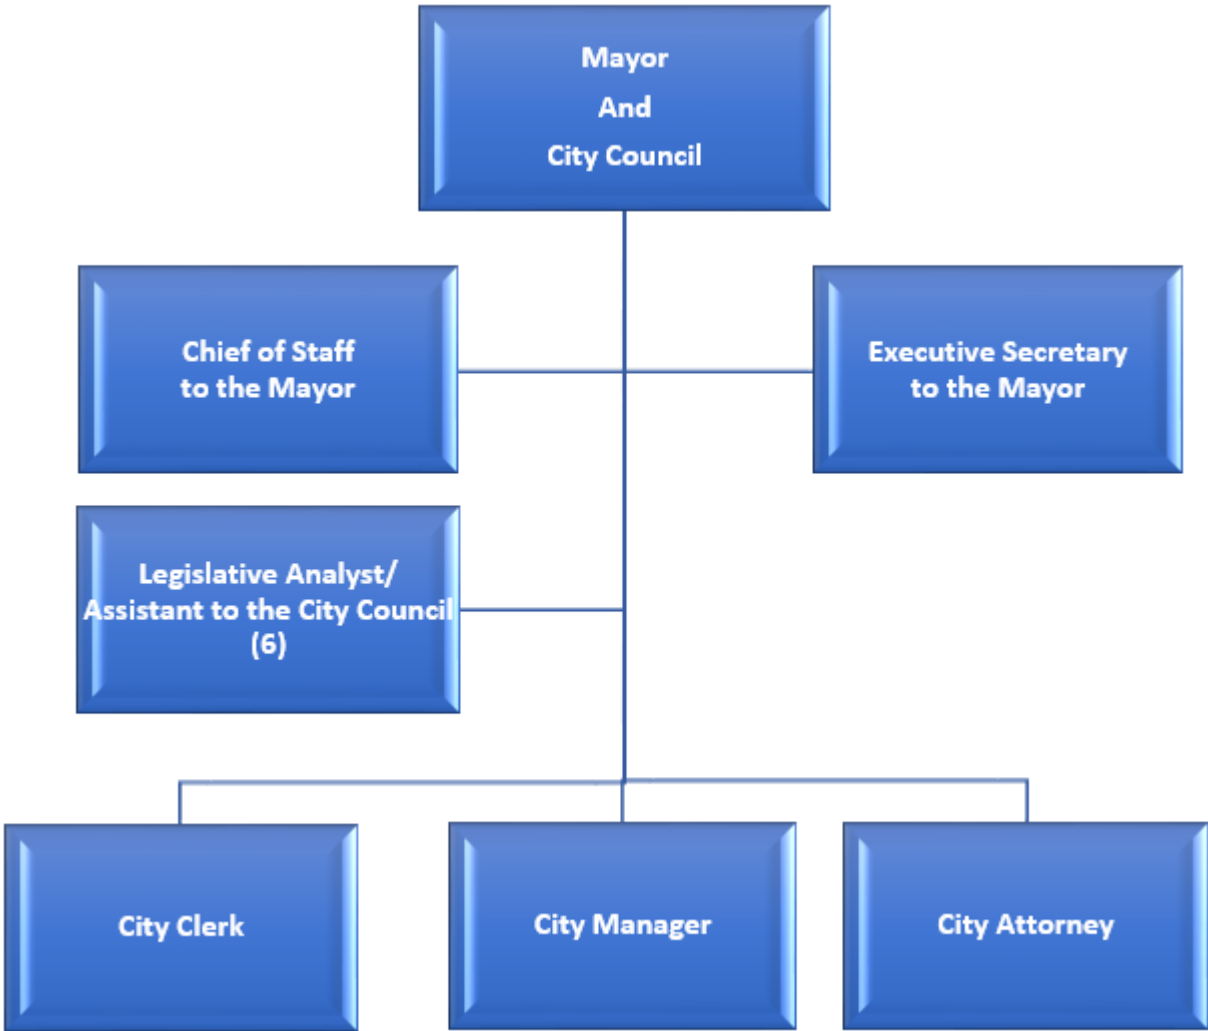 Mayor
And
City Council
Chief of Staff
to the Mayor
Executive Secretary
to the Mayor
Legislative Analyst/
Assistant to the City Council
(6)
City Clerk
City Manager
City Attorney